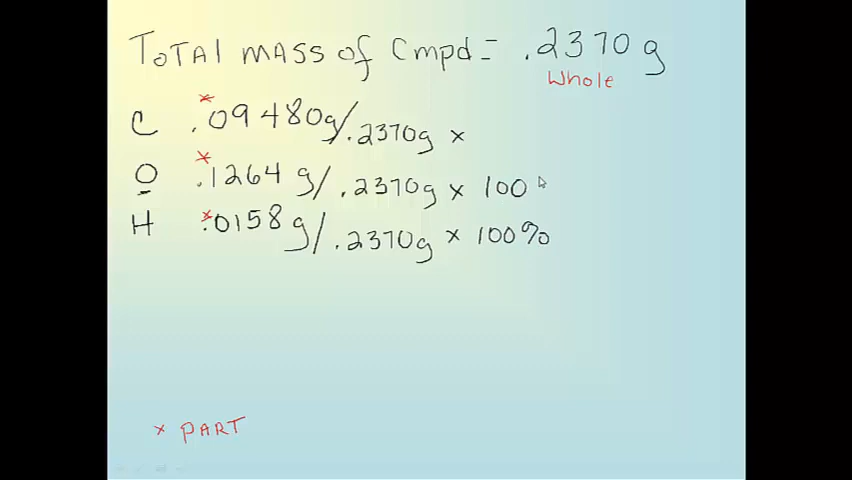 TOTAL MASS of Cmpd = .2370 g
Whole
C * .09480g/.2370g ×
O * .1264 g/.2370g × 100
H * .0158 g/.2370g × 100%
× PART